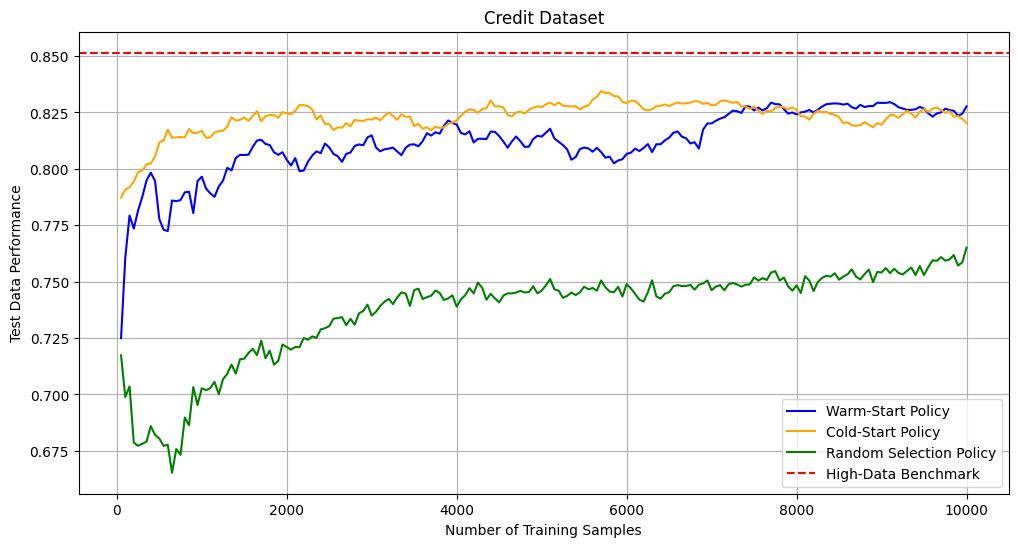 Credit Dataset
Test Data Performance
0.850
0.825
0.800
0.775
0.750
0.725
0.700
0.675
0
2000
4000
6000
8000
10000
Number of Training Samples
Warm-Start Policy
Cold-Start Policy
Random Selection Policy
High-Data Benchmark